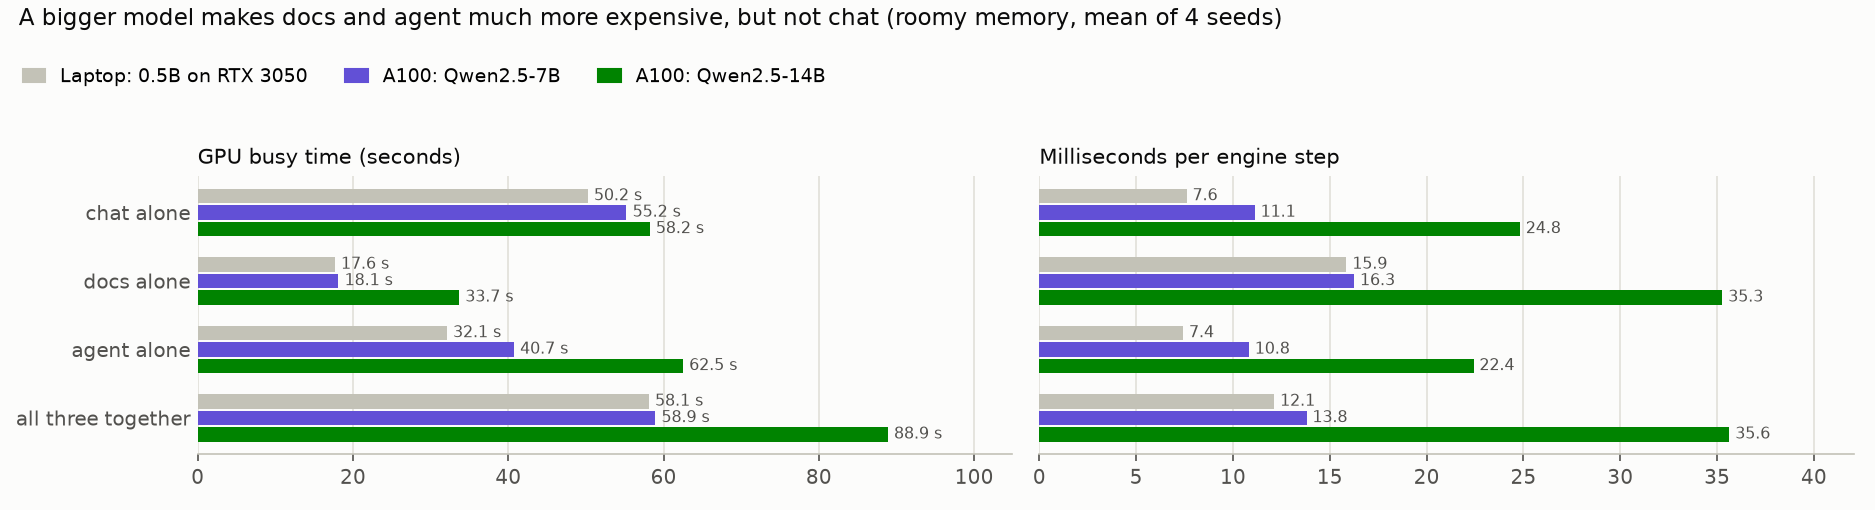 A bigger model makes docs and agent much more expensive, but not chat (roomy memory, mean of 4 seeds)
Laptop: 0.5B on RTX 3050
A100: Qwen2.5-7B
A100: Qwen2.5-14B
GPU busy time (seconds)
chat alone
50.2 s
55.2 s
58.2 s
docs alone
17.6 s
18.1 s
33.7 s
agent alone
32.1 s
40.7 s
62.5 s
all three together
58.1 s
58.9 s
88.9 s
0 20 40 60 80 100
Milliseconds per engine step
7.6
11.1
24.8
15.9
16.3
35.3
7.4
10.8
22.4
12.1
13.8
35.6
0 5 10 15 20 25 30 35 40